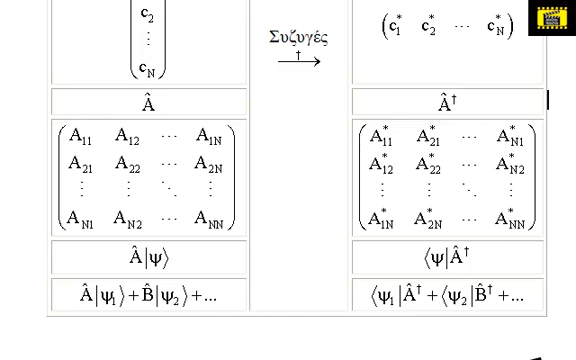 c₂ ⋮ c_N
Συζυγές
†
→
(c₁* c₂* ⋯ c_N*)
Â
Â†
A₁₁ A₁₂ ⋯ A₁N
A₂₁ A₂₂ ⋯ A₂N
⋮ ⋮ ⋱ ⋮
A_N1 A_N2 ⋯ A_NN
A₁₁* A₂₁* ⋯ A_N1*
A₁₂* A₂₂* ⋯ A_N2*
⋮ ⋮ ⋱ ⋮
A₁N* A₂N* ⋯ A_NN*
Â|ψ⟩
⟨ψ|Â†
Â|ψ₁⟩+B̂|ψ₂⟩+...
⟨ψ₁|Â†+⟨ψ₂|B̂†+...